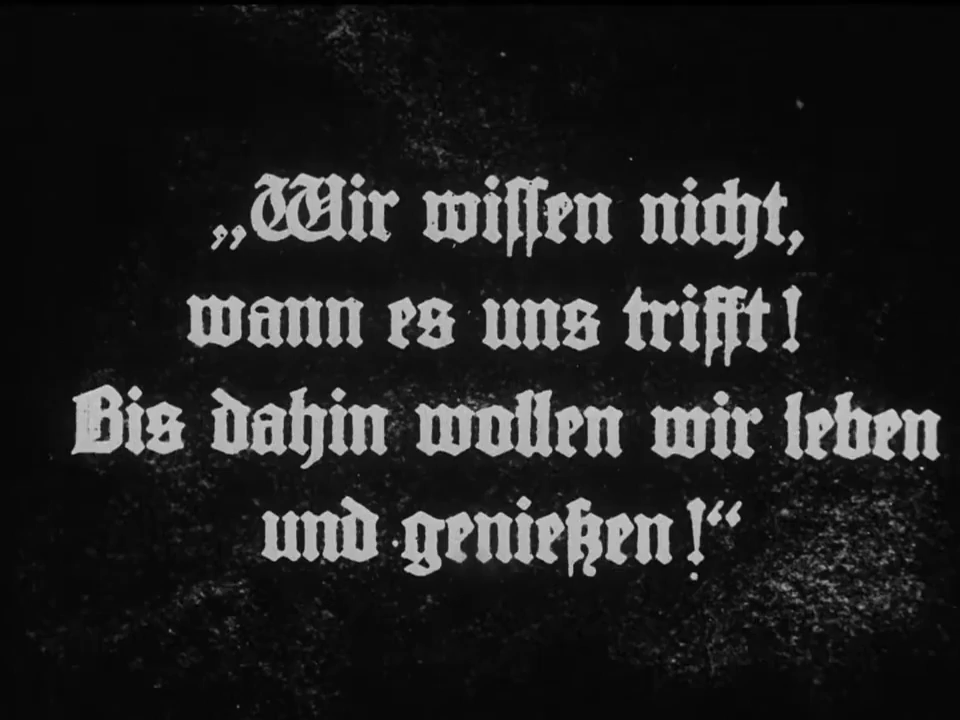 „Wir wissen nicht,
wann es uns trifft!
Bis dahin wollen wir leben
und genießen!“